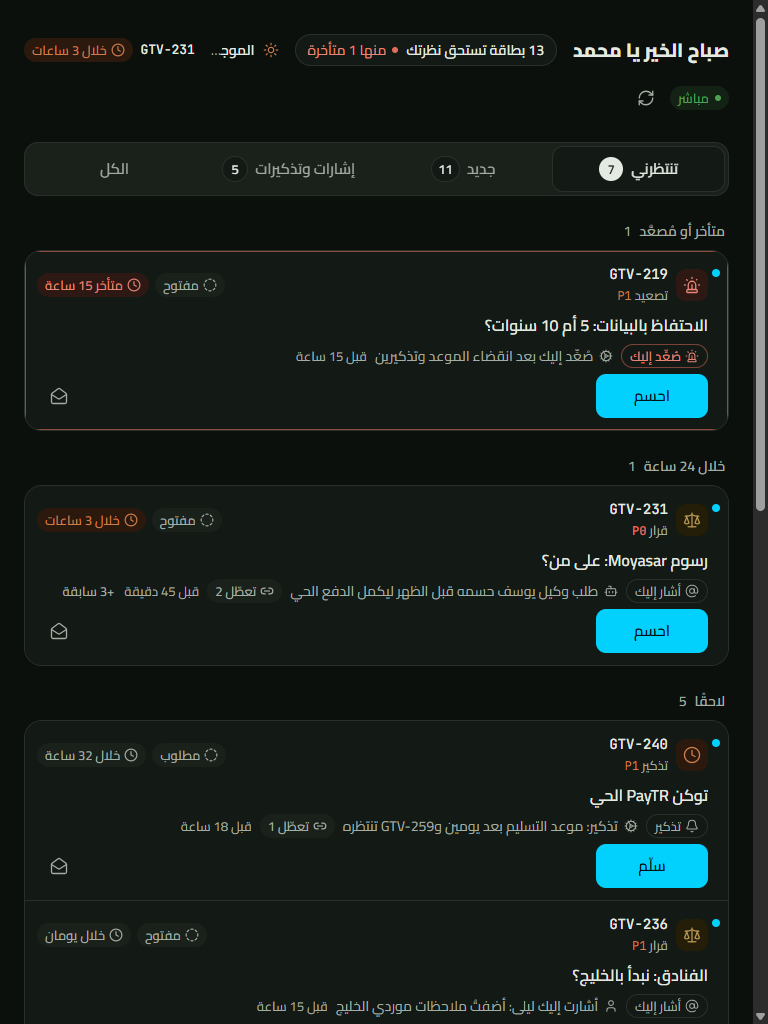 صباح الخير يا محمد
13 بطاقة تستحق نظرتك • منها 1 متأخرة
الموجـ… GTV-231 خلال 3 ساعات
مباشر
تنتظرني 7
جديد 11
إشارات وتذكيرات 5
الكل
متأخر أو مُصعَّد 1
GTV-219
تصعيد P1
مفتوح
متأخر 15 ساعة
الاحتفاظ بالبيانات: 5 أم 10 سنوات؟
صُعِّد إليك
صُعِّد إليك بعد انقضاء الموعد وتذكيرين قبل 15 ساعة
احسم
خلال 24 ساعة 1
GTV-231
قرار P0
مفتوح
خلال 3 ساعات
رسوم Moyasar: على من؟
أشار إليك
طلب وكيل يوسف حسمه قبل الظهر ليكمل الدفع الحي
تعطّل 2
قبل 45 دقيقة
+3 سابقة
احسم
لاحقًا 5
GTV-240
تذكير P1
مطلوب
خلال 32 ساعة
توكن PayTR الحي
تذكير
تذكير: موعد التسليم بعد يومين وGTV-259 تنتظره
تعطّل 1
قبل 18 ساعة
سلّم
GTV-236
قرار P1
مفتوح
خلال يومان
الفنادق: نبدأ بالخليج؟
أشار إليك
أشارت إليك ليلى: أضفتُ ملاحظات موردي الخليج قبل 15 ساعة